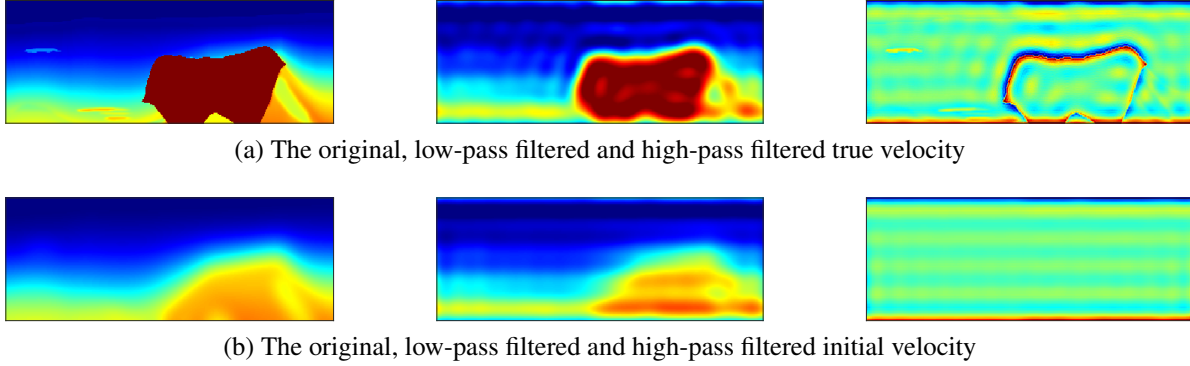 (a) The original, low-pass filtered and high-pass filtered true velocity
(b) The original, low-pass filtered and high-pass filtered initial velocity